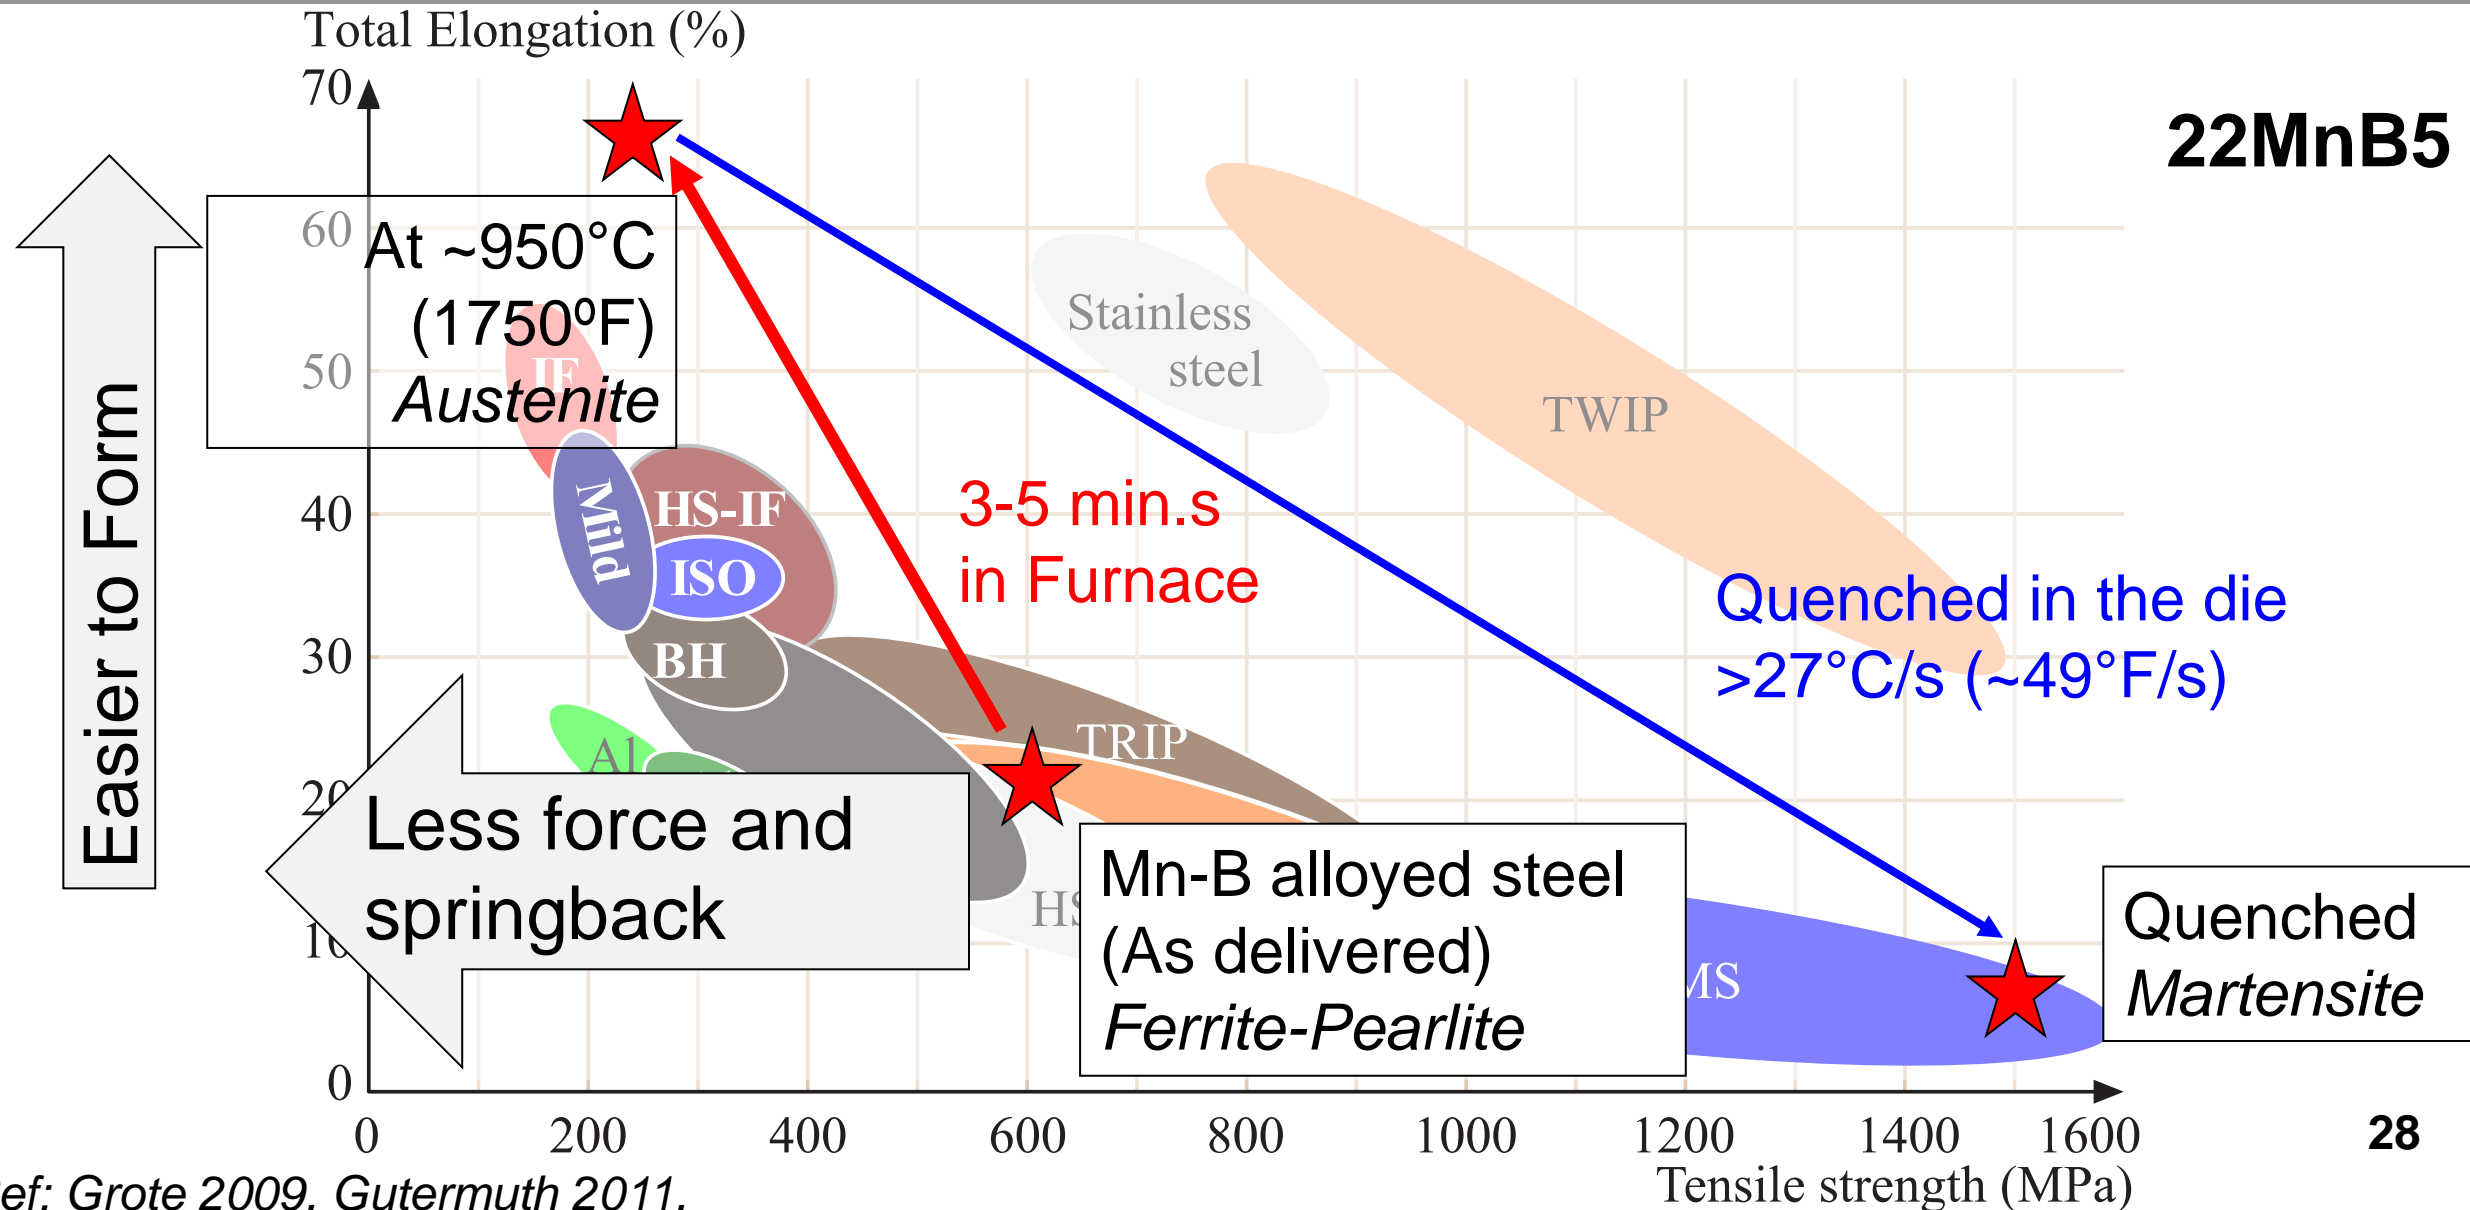 Total Elongation (%)
70
60
50
40
30
20
10
0
22MnB5
At ~950°C
(1750ºF)
Austenite
Easier to Form
IF
Mild
HS-IF
ISO
BH
Al
Stainless
steel
TWIP
3-5 min.s
in Furnace
Quenched in the die
>27°C/s (~49°F/s)
TRIP
Less force and
springback
Mn-B alloyed steel
(As delivered)
Ferrite-Pearlite
MS
Quenched
Martensite
0 200 400 600 800 1000 1200 1400 1600
Tensile strength (MPa)
28
ef: Grote 2009, Gutermuth 2011.